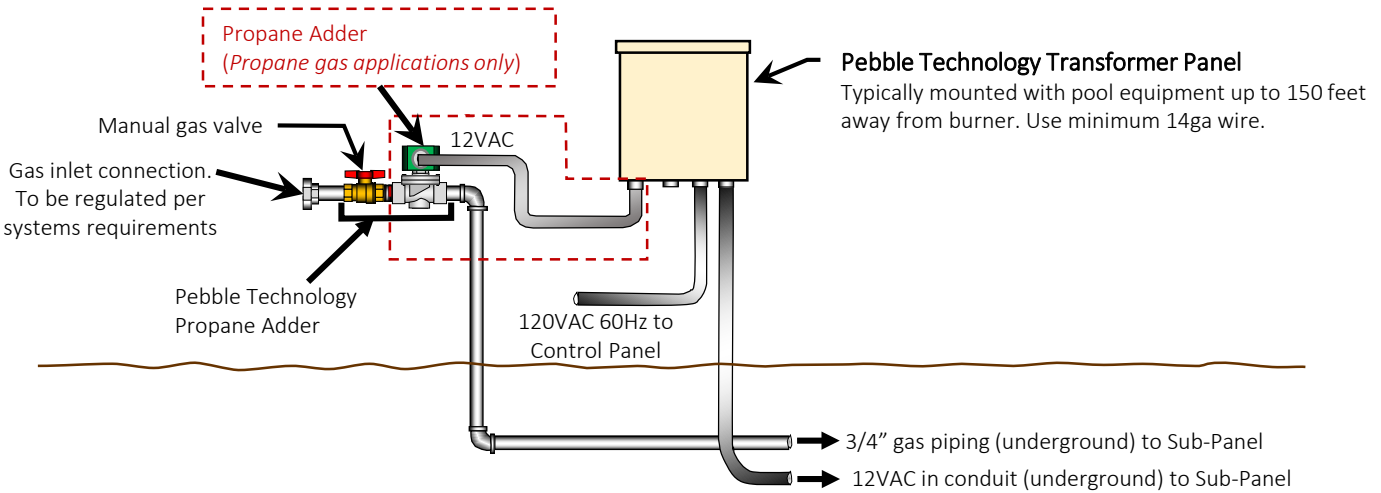 Propane Adder
(Propane gas applications only)
Pebble Technology Transformer Panel
Typically mounted with pool equipment up to 150 feet
away from burner. Use minimum 14ga wire.
Manual gas valve
12VAC
Gas inlet connection.
To be regulated per
systems requirements
Pebble Technology
Propane Adder
120VAC 60Hz to
Control Panel
3/4” gas piping (underground) to Sub-Panel
12VAC in conduit (underground) to Sub-Panel